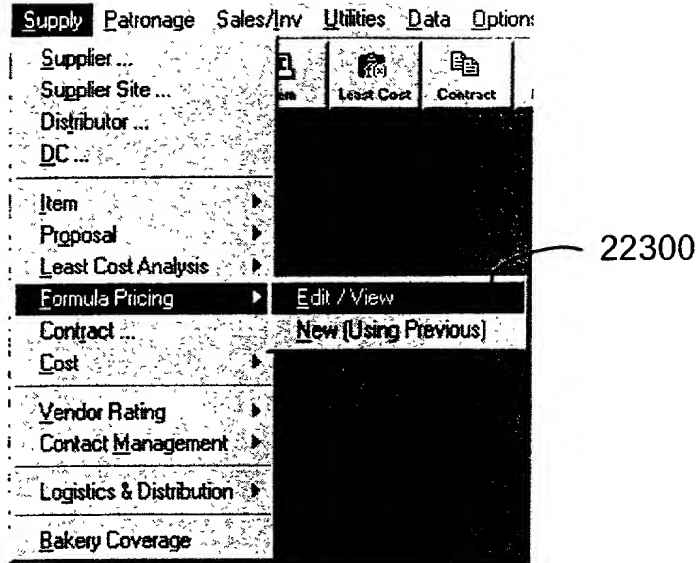 Supply Patronage Sales/Inv Utilities Data Options
Supplier ...
Supplier Site ...
Distributor ...
DC ...
Least Cost Contract
Item
Proposal
Least Cost Analysis
Formula Pricing
Edit / View
22300
Contract ...
New (Using Previous)
Cost
Vendor Rating
Contact Management
Logistics & Distribution
Bakery Coverage